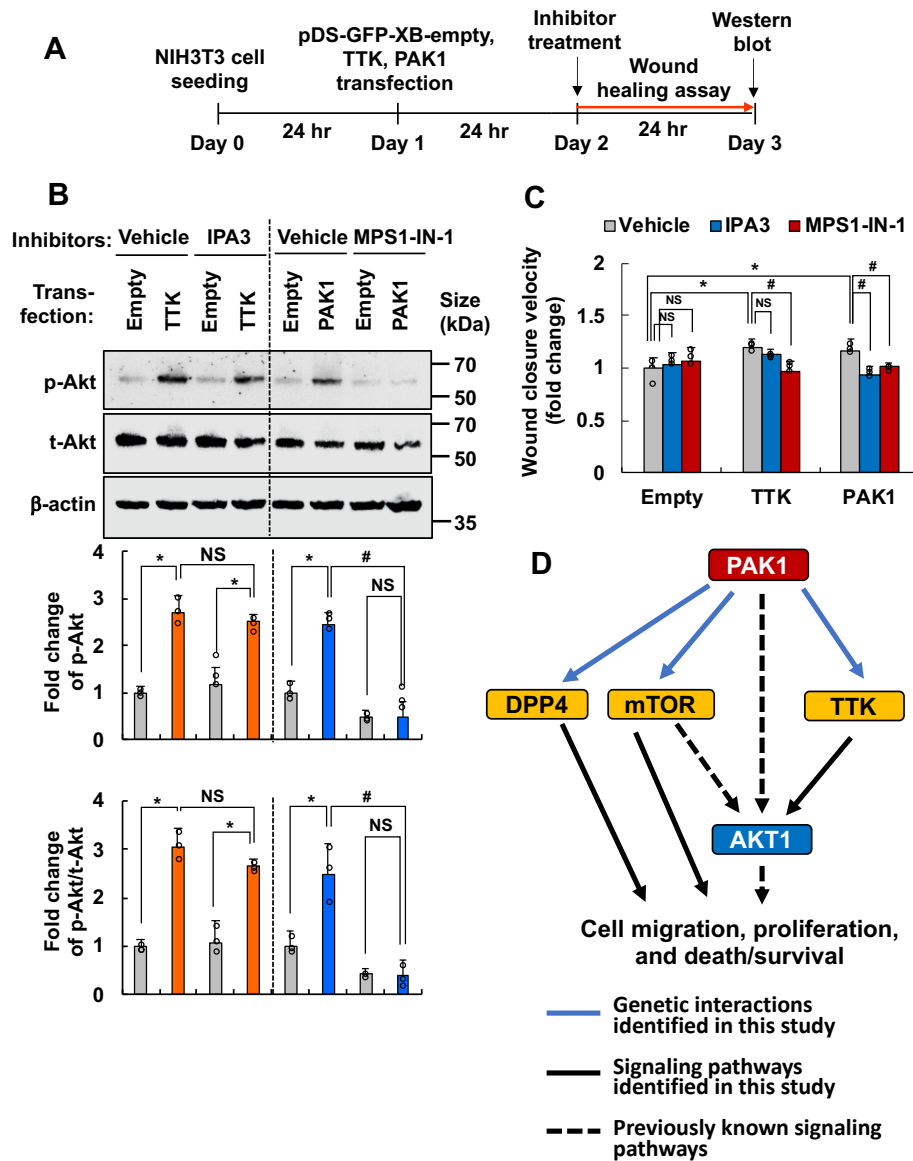 A
NIH3T3 cell
seeding
pDS-GFP-XB-empty,
TTK, PAK1
transfection
Inhibitor
treatment
Wound
healing assay
Western
blot
24 hr
24 hr
24 hr
Day 0
Day 1
Day 2
Day 3
B
Inhibitors: Vehicle IPA3 Vehicle MPS1-IN-1
Trans-
fection:
Empty TTK Empty TTK Empty PAK1 Empty PAK1
Size
(kDa)
p-Akt
70
50
t-Akt
70
50
β-actin
35
Fold change
of p-Akt
4
3
2
1
0
* NS * * # NS
Fold change
of p-Akt/t-Akt
4
3
2
1
0
* NS * * # NS
C
Vehicle IPA3 MPS1-IN-1
Wound closure velocity
(fold change)
2
1.5
1
0.5
0
*
*
NS
NS
NS
#
#
#
Empty TTK PAK1
D
PAK1
DPP4 mTOR TTK
AKT1
Cell migration, proliferation,
and death/survival
Genetic interactions
identified in this study
Signaling pathways
identified in this study
Previously known signaling
pathways